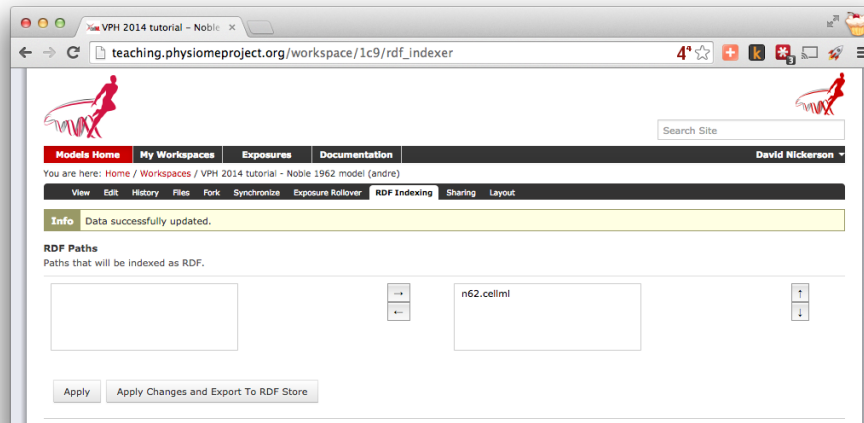 VPH 2014 tutorial – Noble
teaching.physiomeproject.org/workspace/1c9/rdf_indexer
Search Site
Models Home My Workspaces Exposures Documentation David Nickerson
You are here: Home / Workspaces / VPH 2014 tutorial - Noble 1962 model (andre)
View Edit History Files Fork Synchronize Exposure Rollover RDF Indexing Sharing Layout
Info Data successfully updated.
RDF Paths
Paths that will be indexed as RDF.
→ n62.cellml ↑
← ↓
Apply Apply Changes and Export To RDF Store